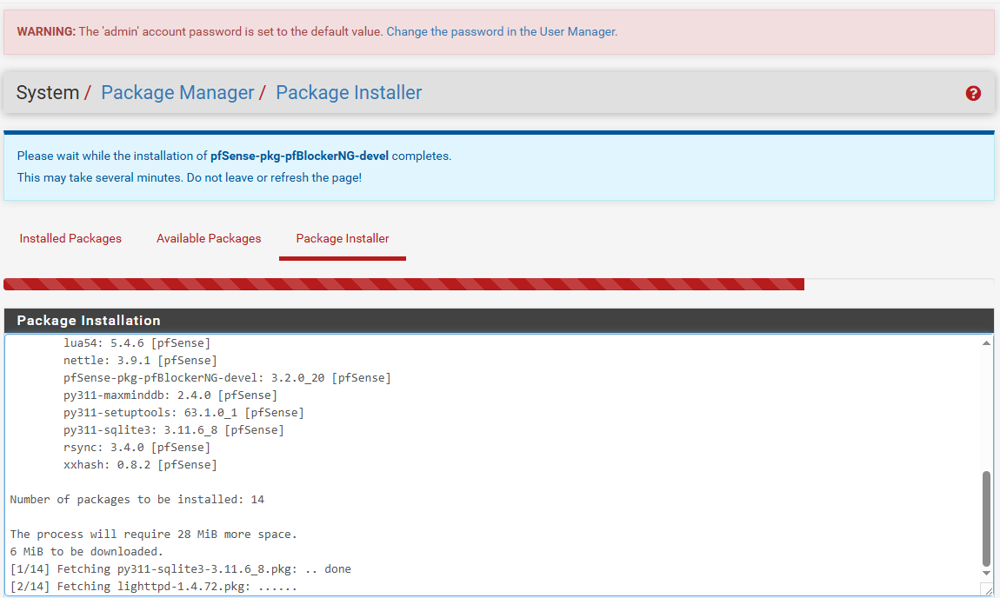 WARNING: The 'admin' account password is set to the default value. Change the password in the User Manager.
System / Package Manager / Package Installer
?
Please wait while the installation of pfSense-pkg-pfBlockerNG-devel completes.
This may take several minutes. Do not leave or refresh the page!
Installed Packages Available Packages Package Installer
Package Installation
lua54: 5.4.6 [pfSense]
nettle: 3.9.1 [pfSense]
pfSense-pkg-pfBlockerNG-devel: 3.2.0_20 [pfSense]
py311-maxminddb: 2.4.0 [pfSense]
py311-setuptools: 63.1.0_1 [pfSense]
py311-sqlite3: 3.11.6_8 [pfSense]
rsync: 3.4.0 [pfSense]
xxhash: 0.8.2 [pfSense]
Number of packages to be installed: 14
The process will require 28 MiB more space.
6 MiB to be downloaded.
[1/14] Fetching py311-sqlite3-3.11.6_8.pkg: .. done
[2/14] Fetching lighttpd-1.4.72.pkg: ......